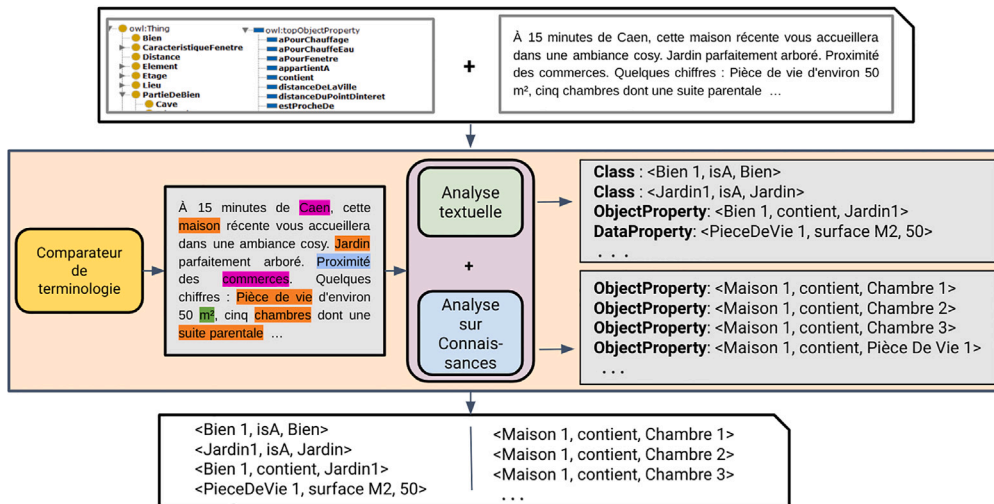 owl:Thing
Bien
CaracteristiqueFenetre
Distance
Element
Etage
Lieu
PartieDeBien
Cave
owl:topObjectProperty
aPourChauffage
aPourChauffeEau
aPourFenetre
appartientA
contient
distanceDeLaVille
distanceDuPointDinteret
estProcheDe
+
À 15 minutes de Caen, cette maison récente vous accueillera
dans une ambiance cosy. Jardin parfaitement arboré. Proximité
des commerces. Quelques chiffres : Pièce de vie d'environ 50
m², cinq chambres dont une suite parentale ...
Comparateur
de
terminologie
À 15 minutes de Caen, cette
maison récente vous accueillera
dans une ambiance cosy. Jardin
parfaitement arboré. Proximité
des commerces. Quelques
chiffres : Pièce de vie d'environ
50 m², cinq chambres dont une
suite parentale ...
Analyse
textuelle
+
Analyse
sur
Connais-
sances
Class : <Bien 1, isA, Bien>
Class : <Jardin1, isA, Jardin>
ObjectProperty: <Bien 1, contient, Jardin1>
DataProperty: <PieceDeVie 1, surface M2, 50>
. . .
ObjectProperty: <Maison 1, contient, Chambre 1>
ObjectProperty: <Maison 1, contient, Chambre 2>
ObjectProperty: <Maison 1, contient, Chambre 3>
ObjectProperty: <Maison 1, contient, Pièce De Vie 1>
. . .
<Bien 1, isA, Bien>
<Jardin1, isA, Jardin>
<Bien 1, contient, Jardin1>
<PieceDeVie 1, surface M2, 50>
<Maison 1, contient, Chambre 1>
<Maison 1, contient, Chambre 2>
<Maison 1, contient, Chambre 3>
. . .